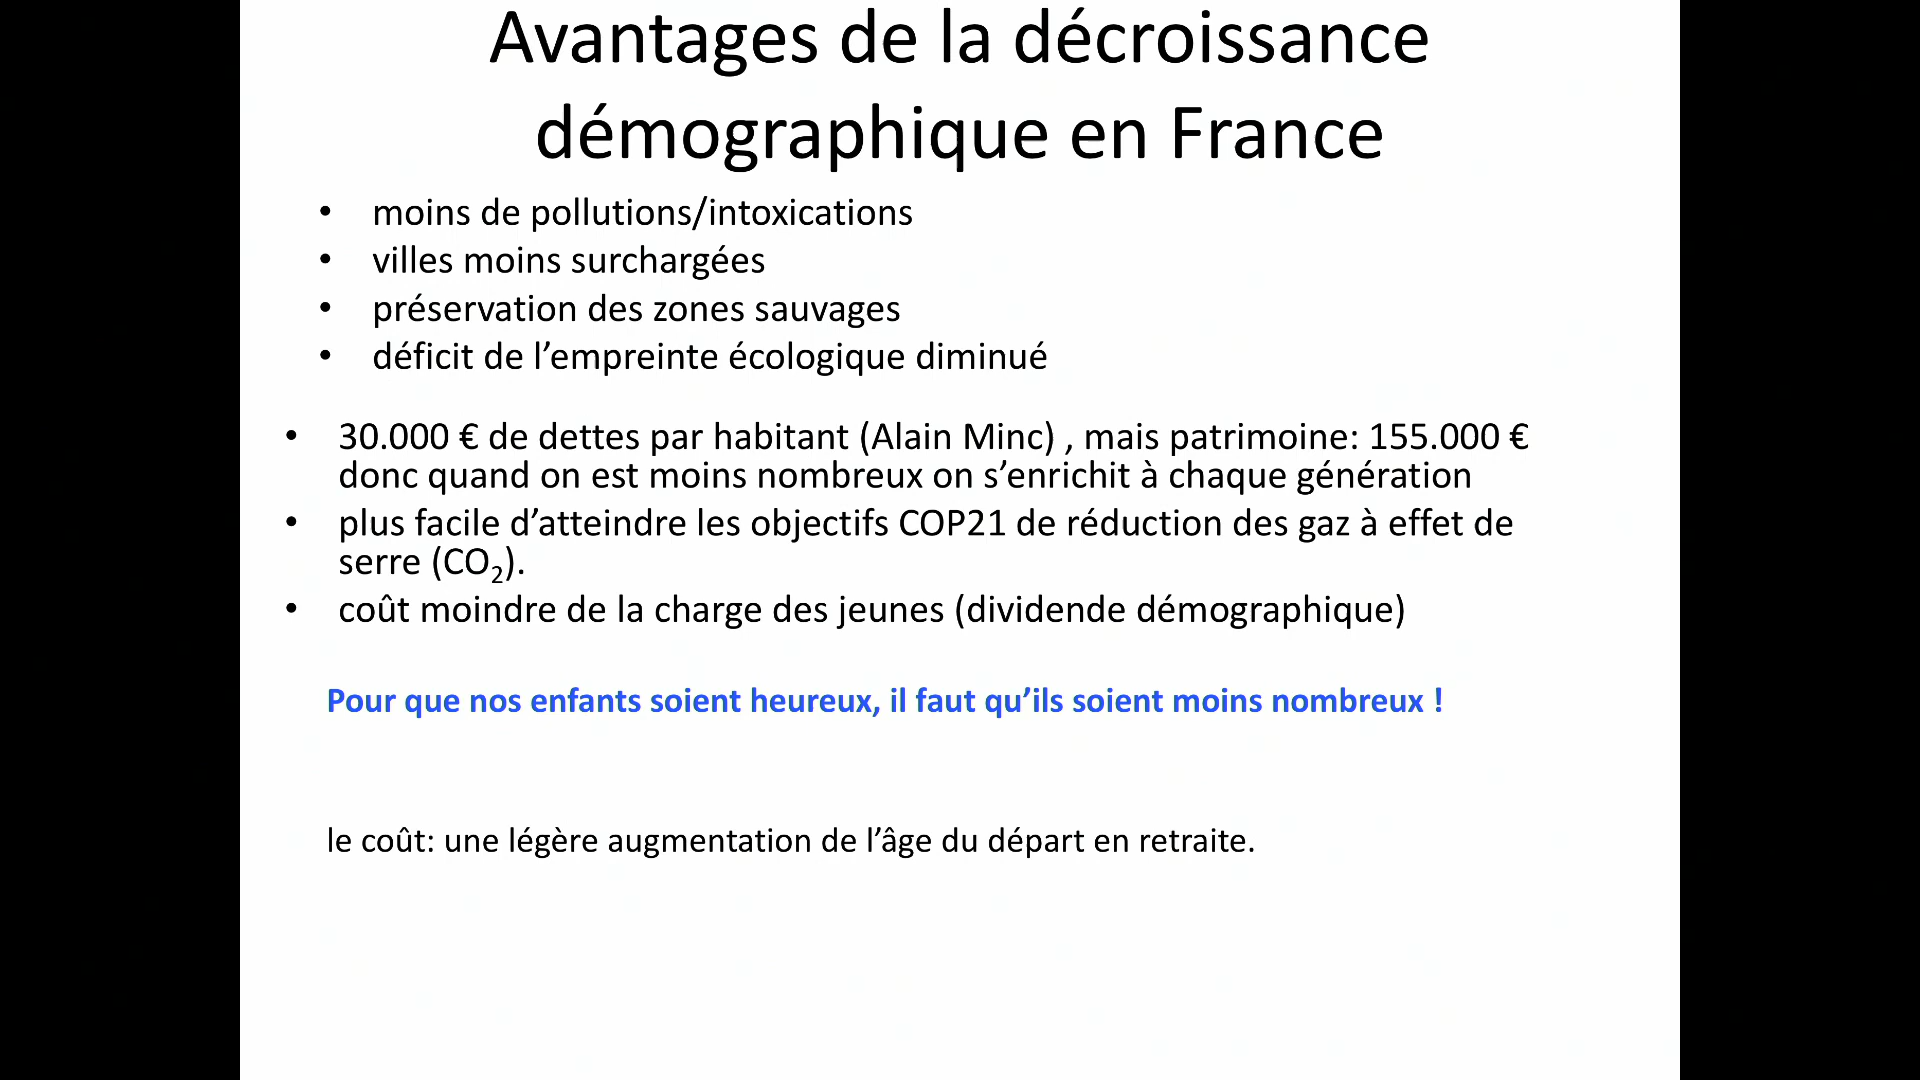 Avantages de la décroissance
démographique en France
• moins de pollutions/intoxications
• villes moins surchargées
• préservation des zones sauvages
• déficit de l’empreinte écologique diminué
• 30.000 € de dettes par habitant (Alain Minc) , mais patrimoine: 155.000 €
donc quand on est moins nombreux on s’enrichit à chaque génération
• plus facile d’atteindre les objectifs COP21 de réduction des gaz à effet de
serre (CO₂).
• coût moindre de la charge des jeunes (dividende démographique)
Pour que nos enfants soient heureux, il faut qu’ils soient moins nombreux !
le coût: une légère augmentation de l’âge du départ en retraite.